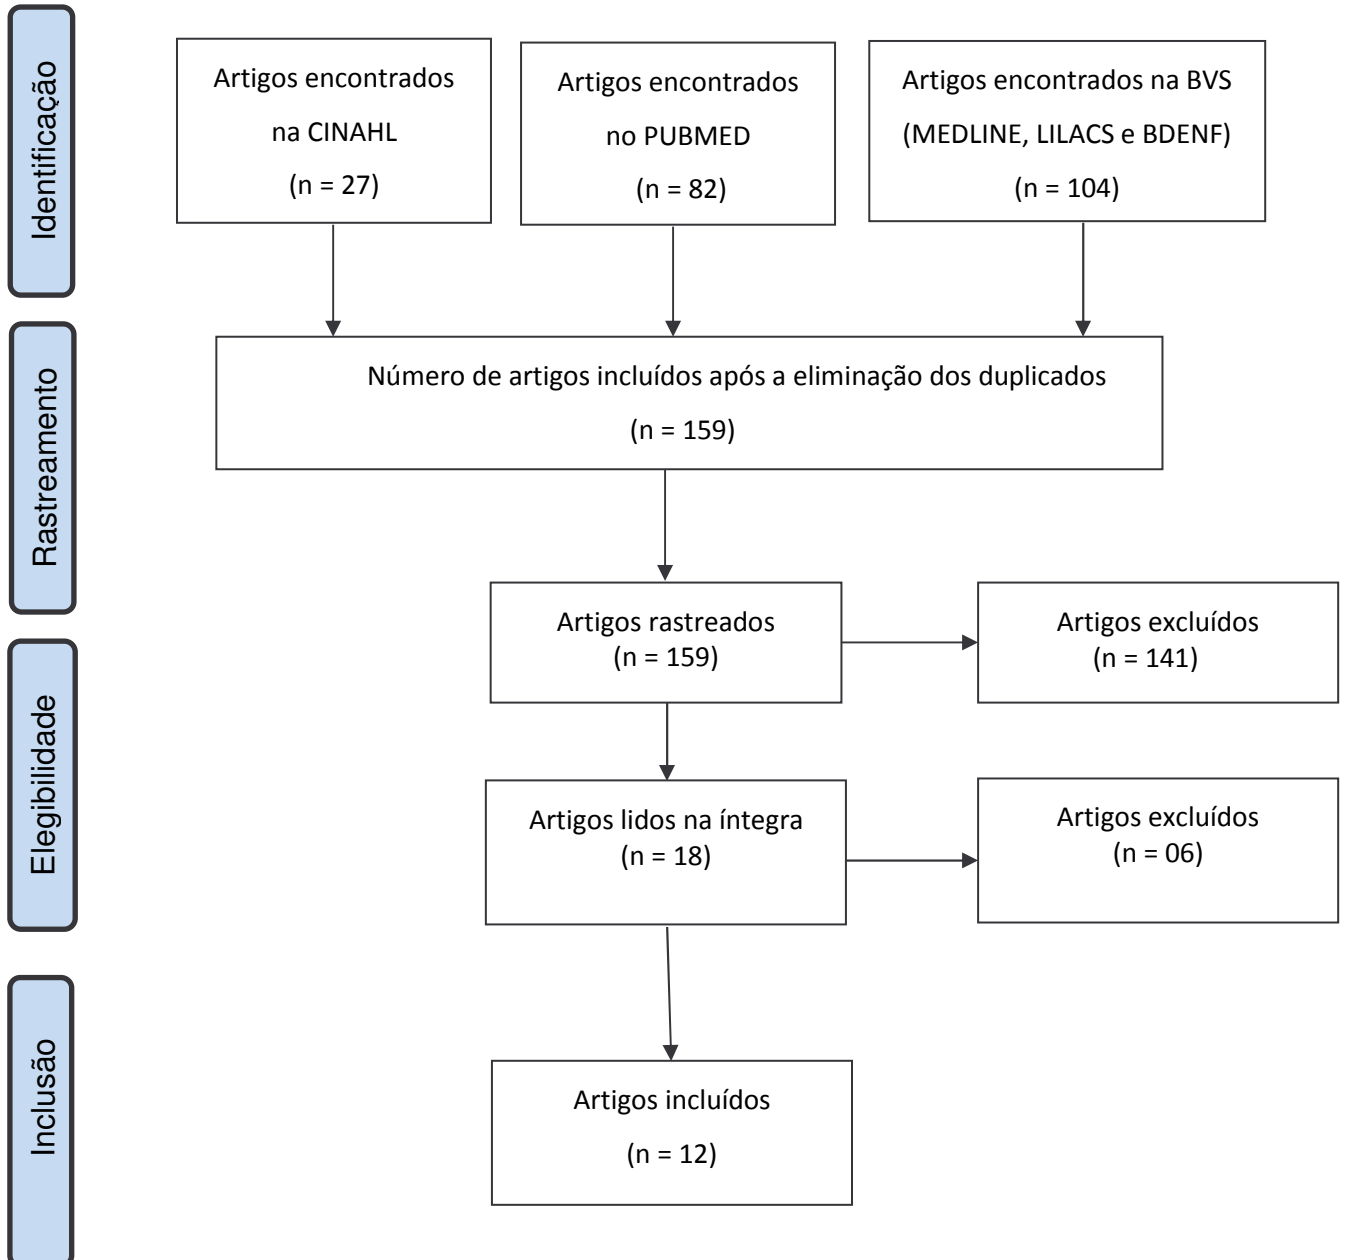 Identificação
Artigos encontrados
na CINAHL
(n = 27)
Artigos encontrados
no PUBMED
(n = 82)
Artigos encontrados na BVS
(MEDLINE, LILACS e BDENF)
(n = 104)
Rastreamento
Número de artigos incluídos após a eliminação dos duplicados
(n = 159)
Artigos rastreados
(n = 159)
Artigos excluídos
(n = 141)
Elegibilidade
Artigos lidos na íntegra
(n = 18)
Artigos excluídos
(n = 06)
Inclusão
Artigos incluídos
(n = 12)